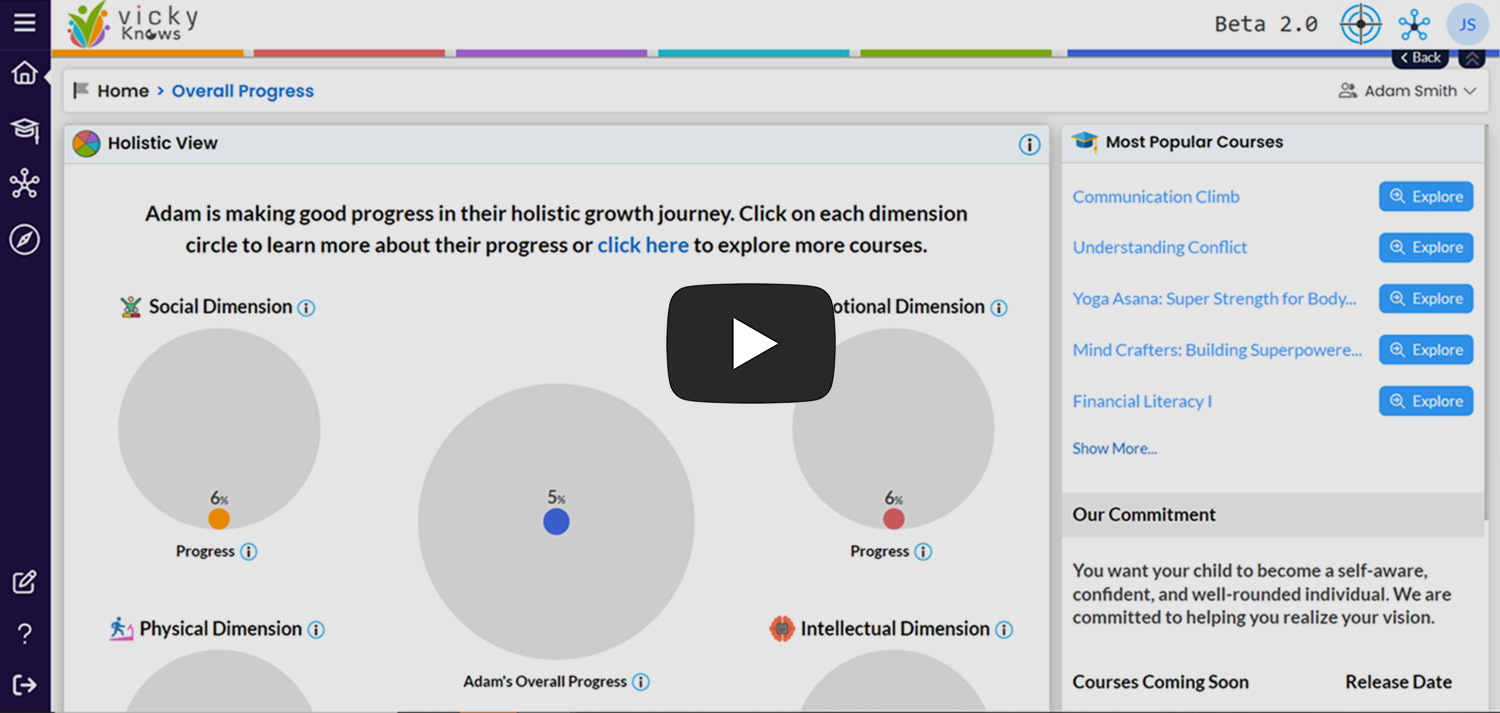 vicky
Knows
Beta 2.0
JS
Back
Home > Overall Progress
Adam Smith
Holistic View
Adam is making good progress in their holistic growth journey. Click on each dimension
circle to learn more about their progress or click here to explore more courses.
Social Dimension
otional Dimension
6%
Progress
5%
Adam's Overall Progress
6%
Progress
Physical Dimension
Intellectual Dimension
Most Popular Courses
Communication Climb Explore
Understanding Conflict Explore
Yoga Asana: Super Strength for Body... Explore
Mind Crafters: Building Superpowere... Explore
Financial Literacy I Explore
Show More...
Our Commitment
You want your child to become a self-aware,
confident, and well-rounded individual. We are
committed to helping you realize your vision.
Courses Coming Soon Release Date